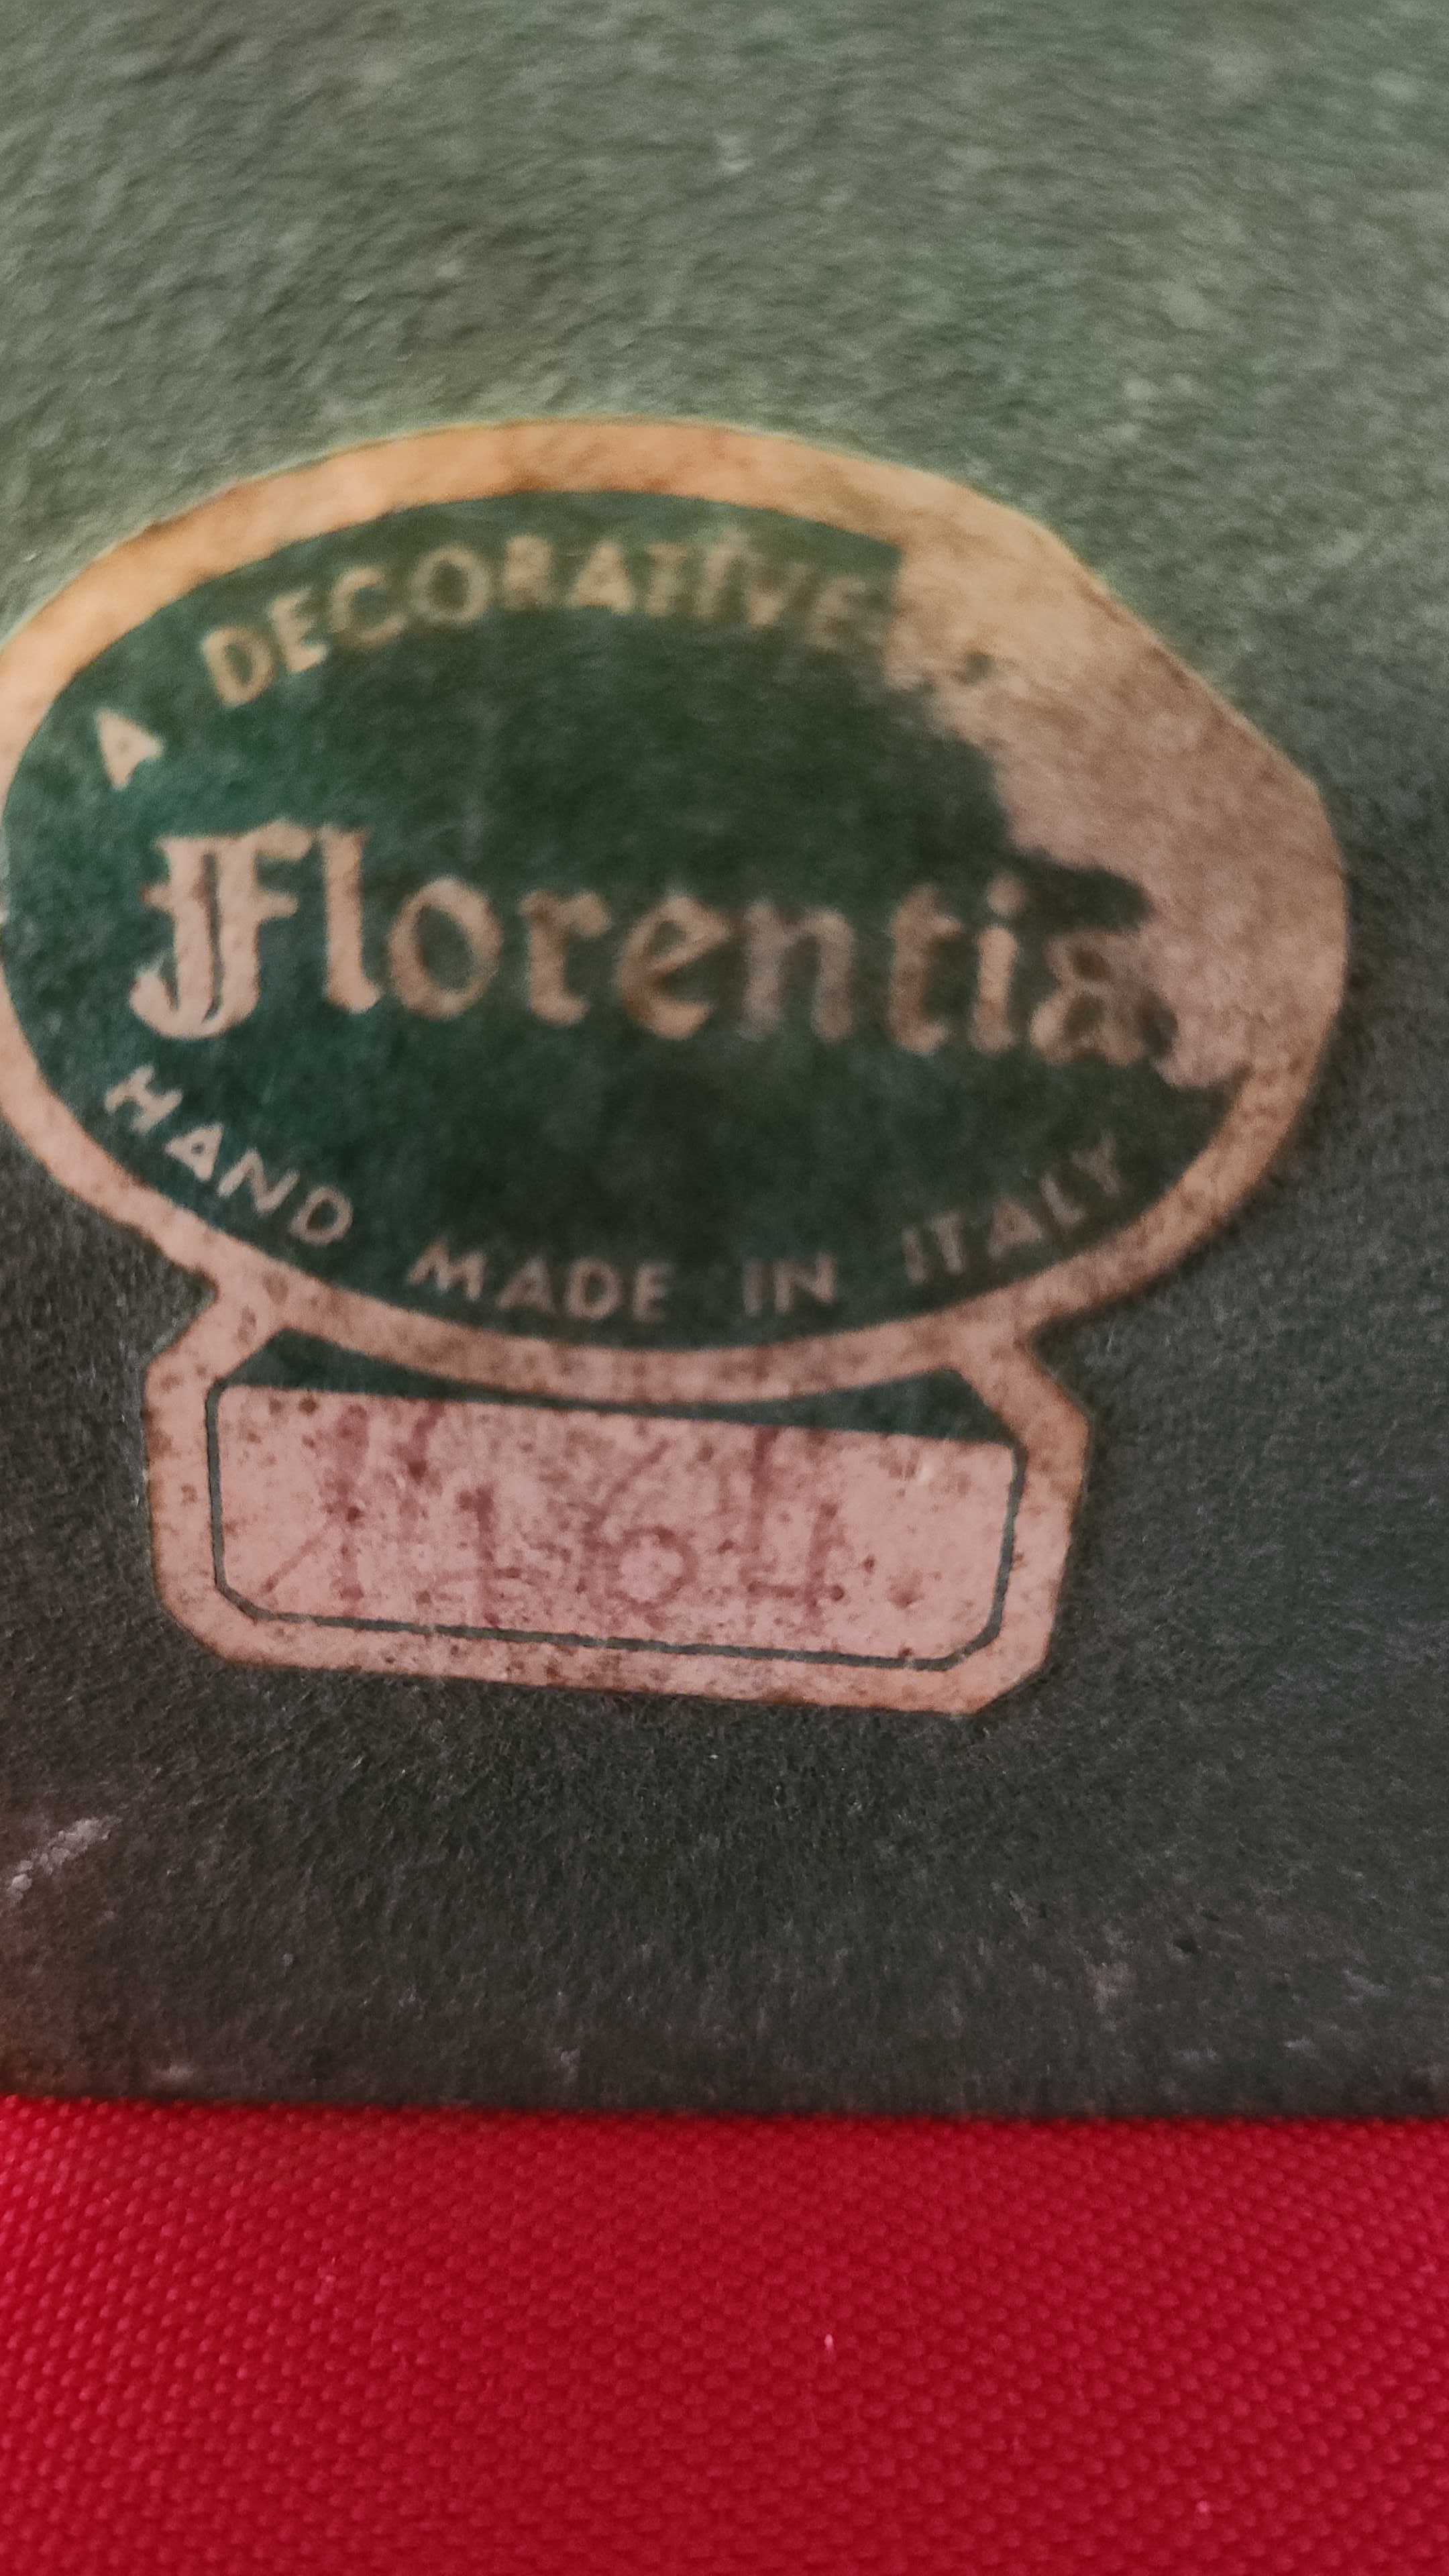 A DECORATIVE
Florentia
HAND MADE IN ITALY